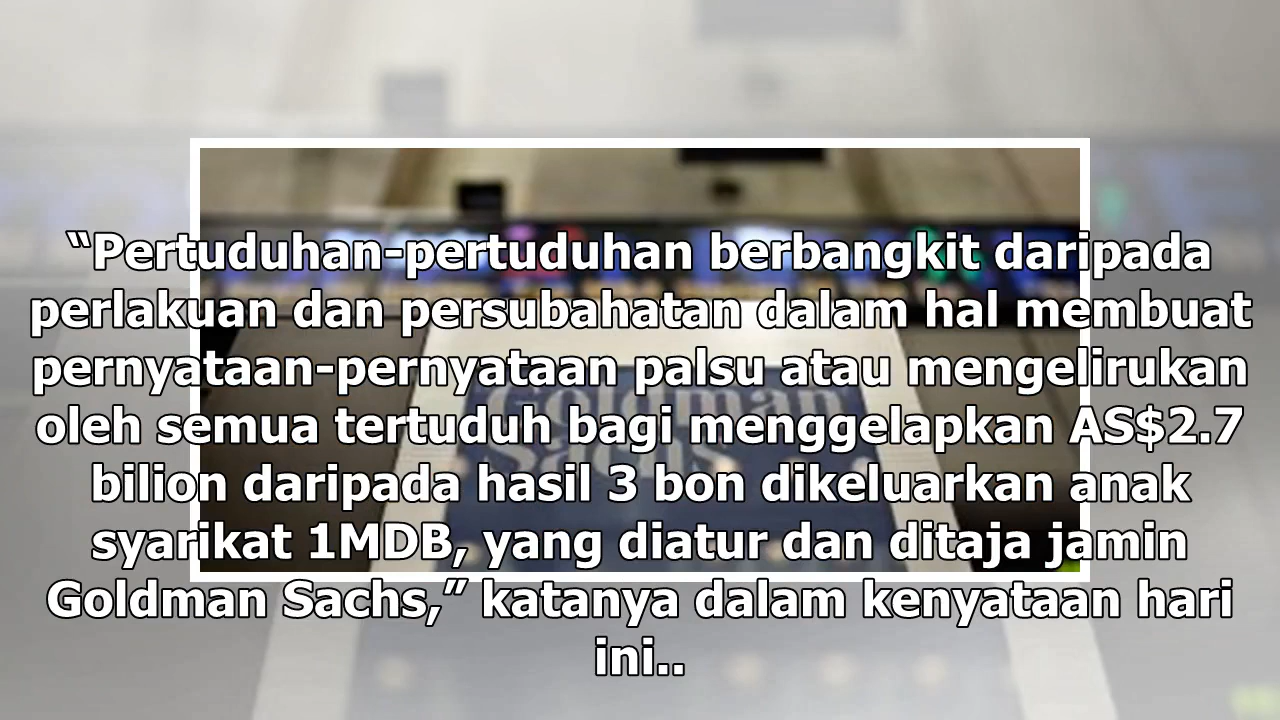 “Pertuduhan-pertuduhan berbangkit daripada
perlakuan dan persubahatan dalam hal membuat
pernyataan-pernyataan palsu atau mengelirukan
oleh semua tertuduh bagi menggelapkan AS$2.7
bilion daripada hasil 3 bon dikeluarkan anak
syarikat 1MDB, yang diatur dan ditaja jamin
Goldman Sachs,” katanya dalam kenyataan hari
ini..
Goldman
Sachs